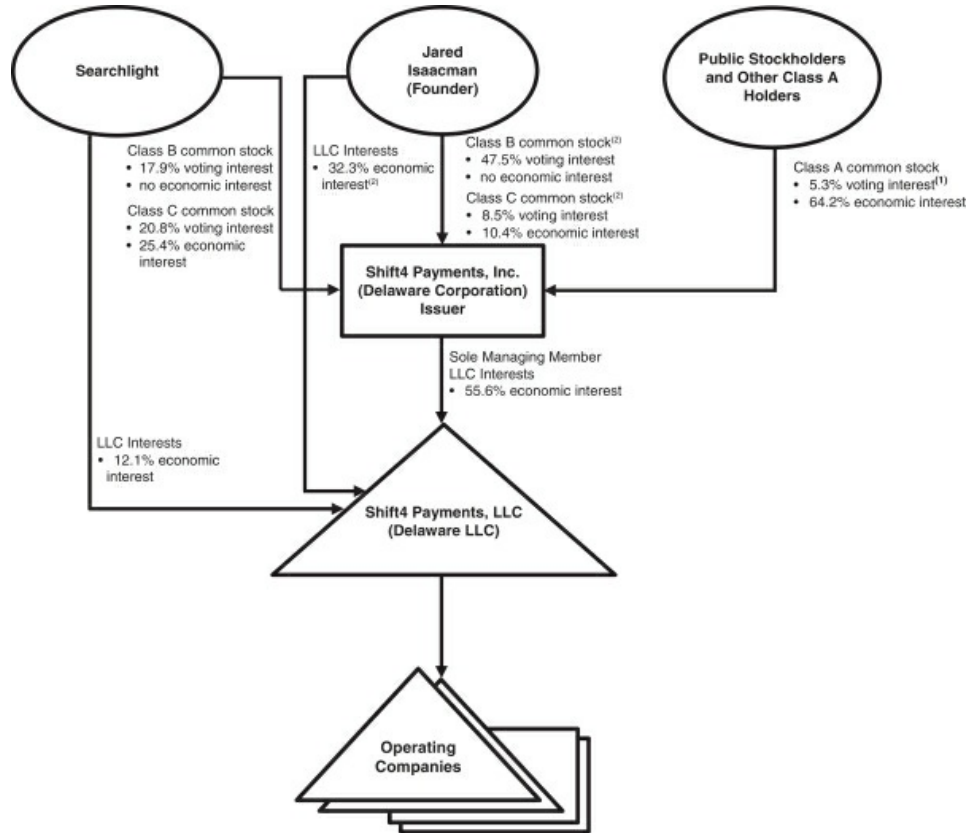 Searchlight
Jared
Isaacman
(Founder)
Public Stockholders
and Other Class A
Holders
Class B common stock
• 17.9% voting interest
• no economic interest
Class C common stock
• 20.8% voting interest
• 25.4% economic
interest
LLC Interests
• 32.3% economic
interest(2)
Class B common stock(2)
• 47.5% voting interest
• no economic interest
Class C common stock(2)
• 8.5% voting interest
• 10.4% economic interest
Class A common stock
• 5.3% voting interest(1)
• 64.2% economic interest
Shift4 Payments, Inc.
(Delaware Corporation)
Issuer
Sole Managing Member
LLC Interests
• 55.6% economic interest
LLC Interests
• 12.1% economic
interest
Shift4 Payments, LLC
(Delaware LLC)
Operating
Companies